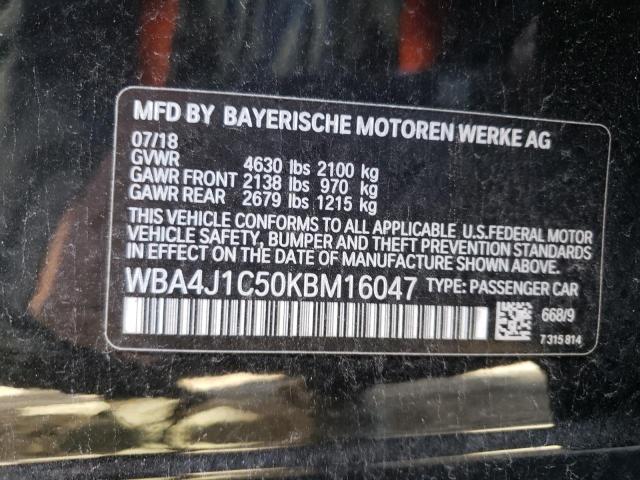 MFD BY BAYERISCHE MOTOREN WERKE AG
07/18
GVWR 4630 lbs 2100 kg
GAWR FRONT 2138 lbs 970 kg
GAWR REAR 2679 lbs 1215 kg
THIS VEHICLE CONFORMS TO ALL APPLICABLE U.S.FEDERAL MOTOR
VEHICLE SAFETY, BUMPER AND THEFT PREVENTION STANDARDS
IN EFFECT ON THE DATE OF MANUFACTURE SHOWN ABOVE.
WBA4J1C50KBM16047 TYPE: PASSENGER CAR
668/9
7315814